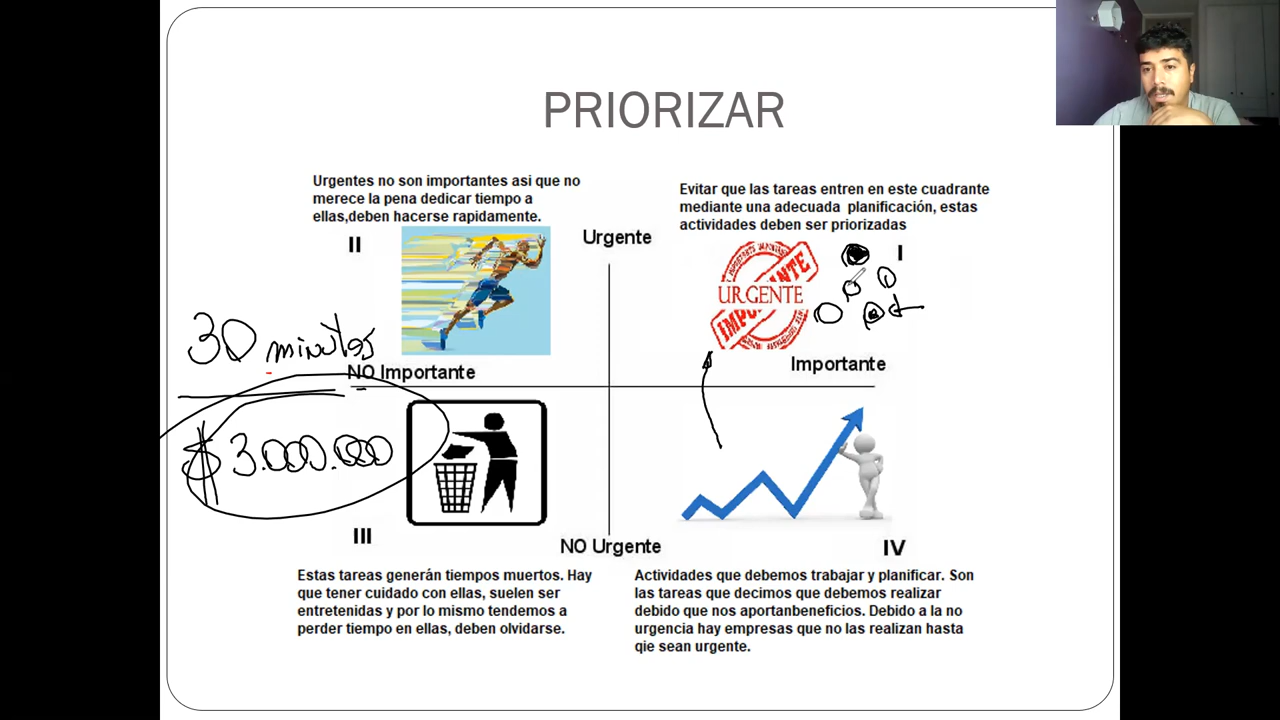 PRIORIZAR
Urgentes no son importantes asi que no
merece la pena dedicar tiempo a
ellas,deben hacerse rapidamente.
II
Urgente
Evitar que las tareas entren en este cuadrante
mediante una adecuada planificación, estas
actividades deben ser priorizadas
I
URGENTE
IMPORTANTE
30 minutos
NO Importante
Importante
$ 3.000.000
III
NO Urgente
IV
Estas tareas generán tiempos muertos. Hay
que tener cuidado con ellas, suelen ser
entretenidas y por lo mismo tendemos a
perder tiempo en ellas, deben olvidarse.
Actividades que debemos trabajar y planificar. Son
las tareas que decimos que debemos realizar
debido que nos aportanbeneficios. Debido a la no
urgencia hay empresas que no las realizan hasta
qie sean urgente.